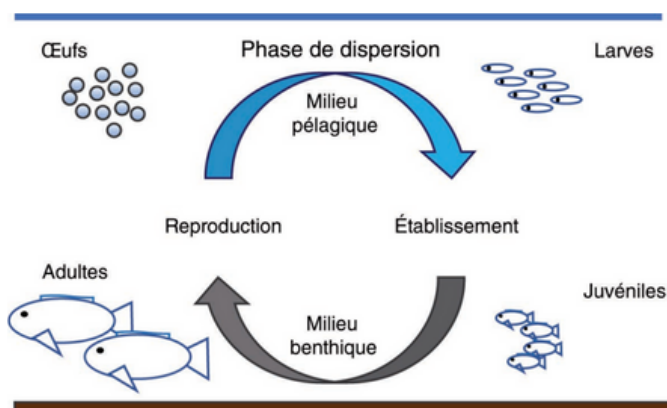 Œufs
Phase de dispersion
Larves
Milieu
pélagique
Reproduction
Établissement
Adultes
Juvéniles
Milieu
benthique